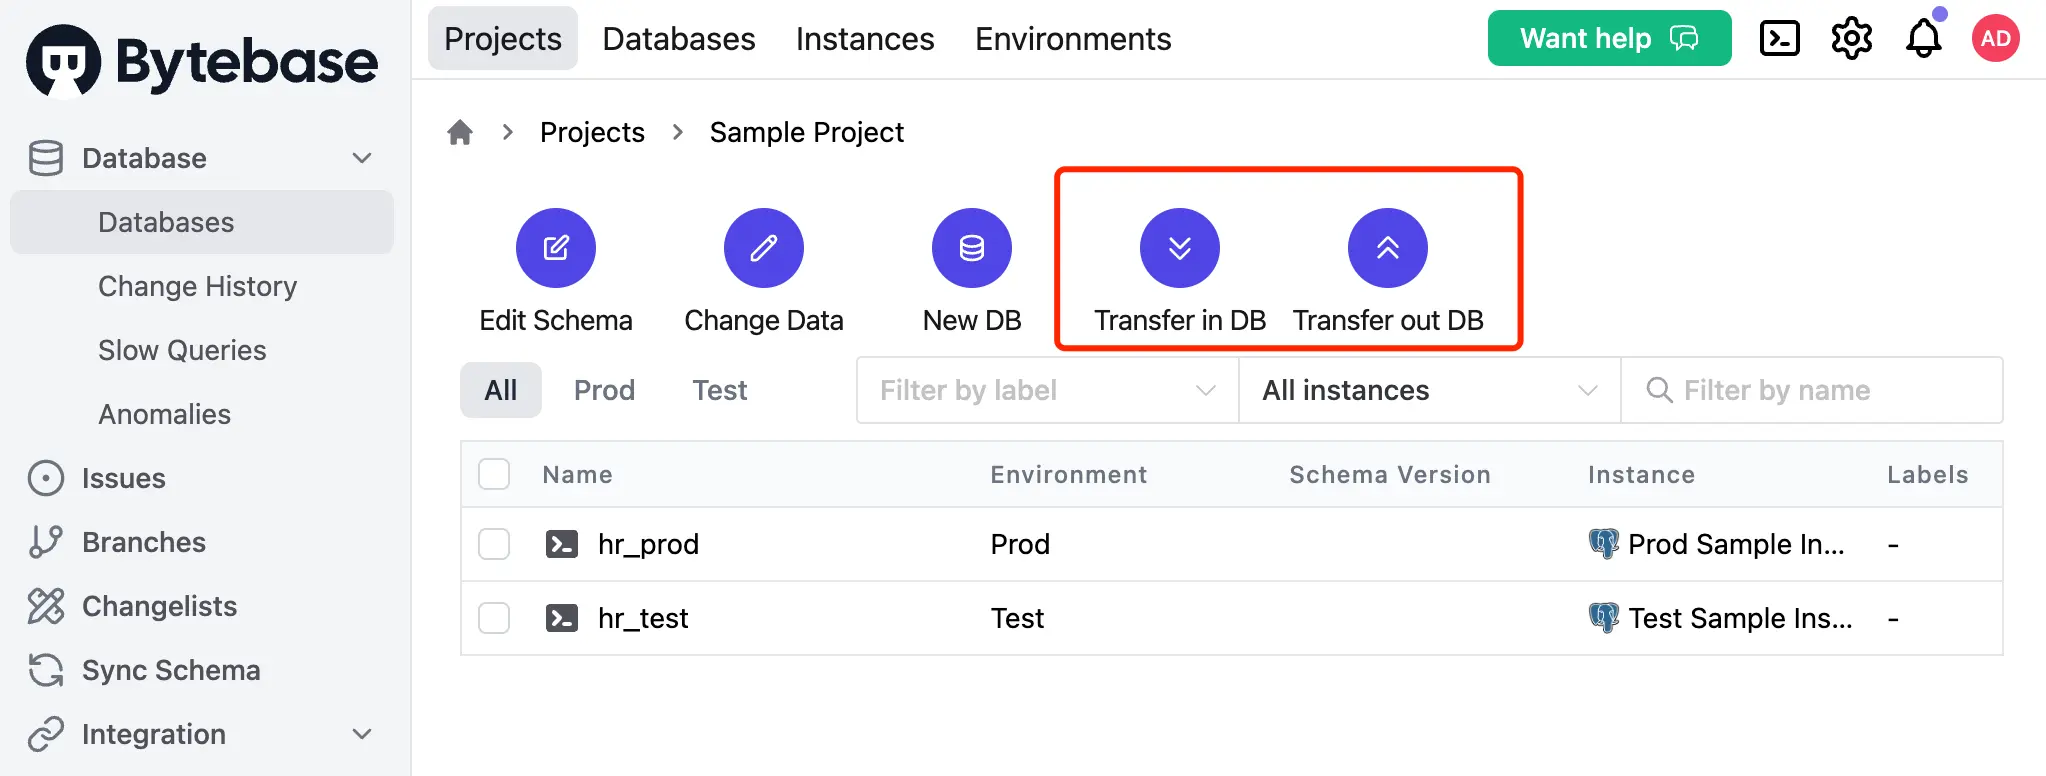 Bytebase
Projects Databases Instances Environments Want help AD
Database
Databases
Change History
Slow Queries
Anomalies
Issues
Branches
Changelists
Sync Schema
Integration
Projects Sample Project
Edit Schema Change Data New DB Transfer in DB Transfer out DB
All Prod Test Filter by label All instances Filter by name
Name Environment Schema Version Instance Labels
hr_prod Prod Prod Sample In... -
hr_test Test Test Sample Ins... -